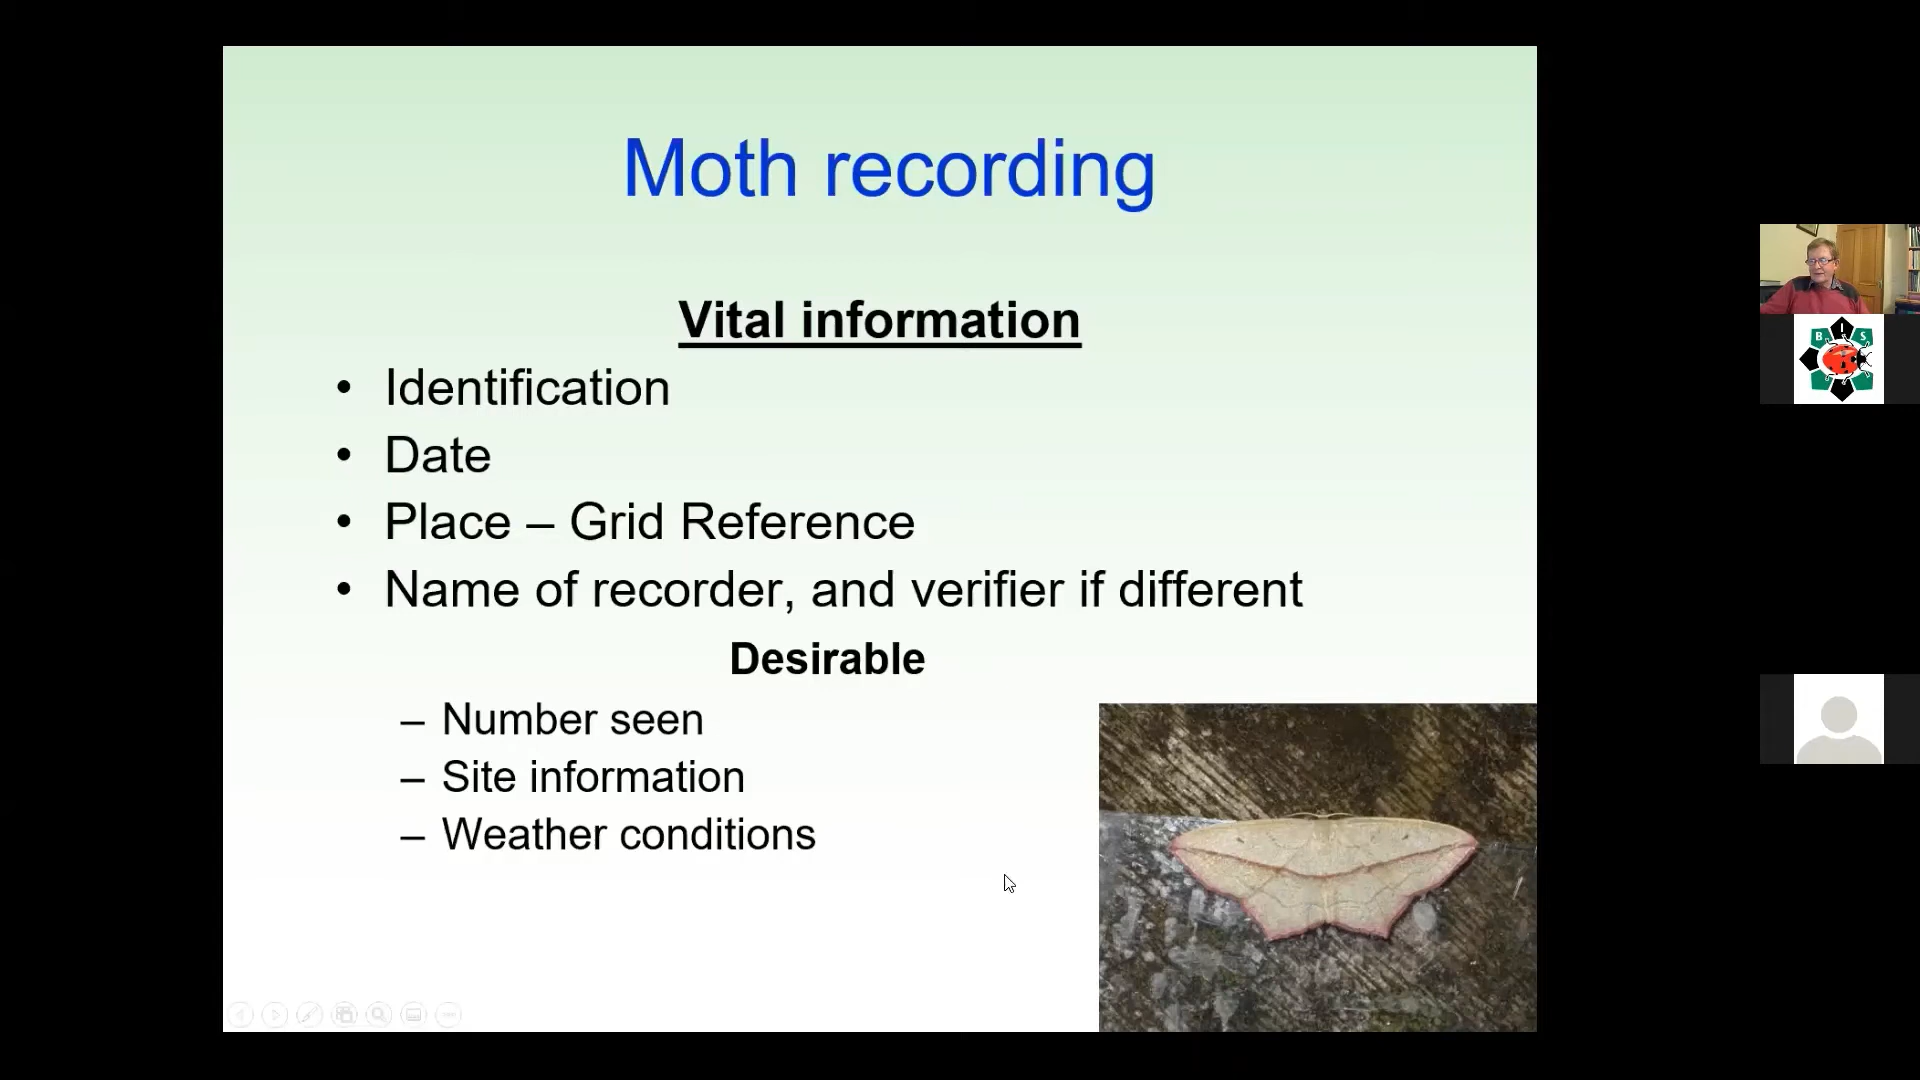 Moth recording
Vital information
• Identification
• Date
• Place – Grid Reference
• Name of recorder, and verifier if different
Desirable
– Number seen
– Site information
– Weather conditions
B I S